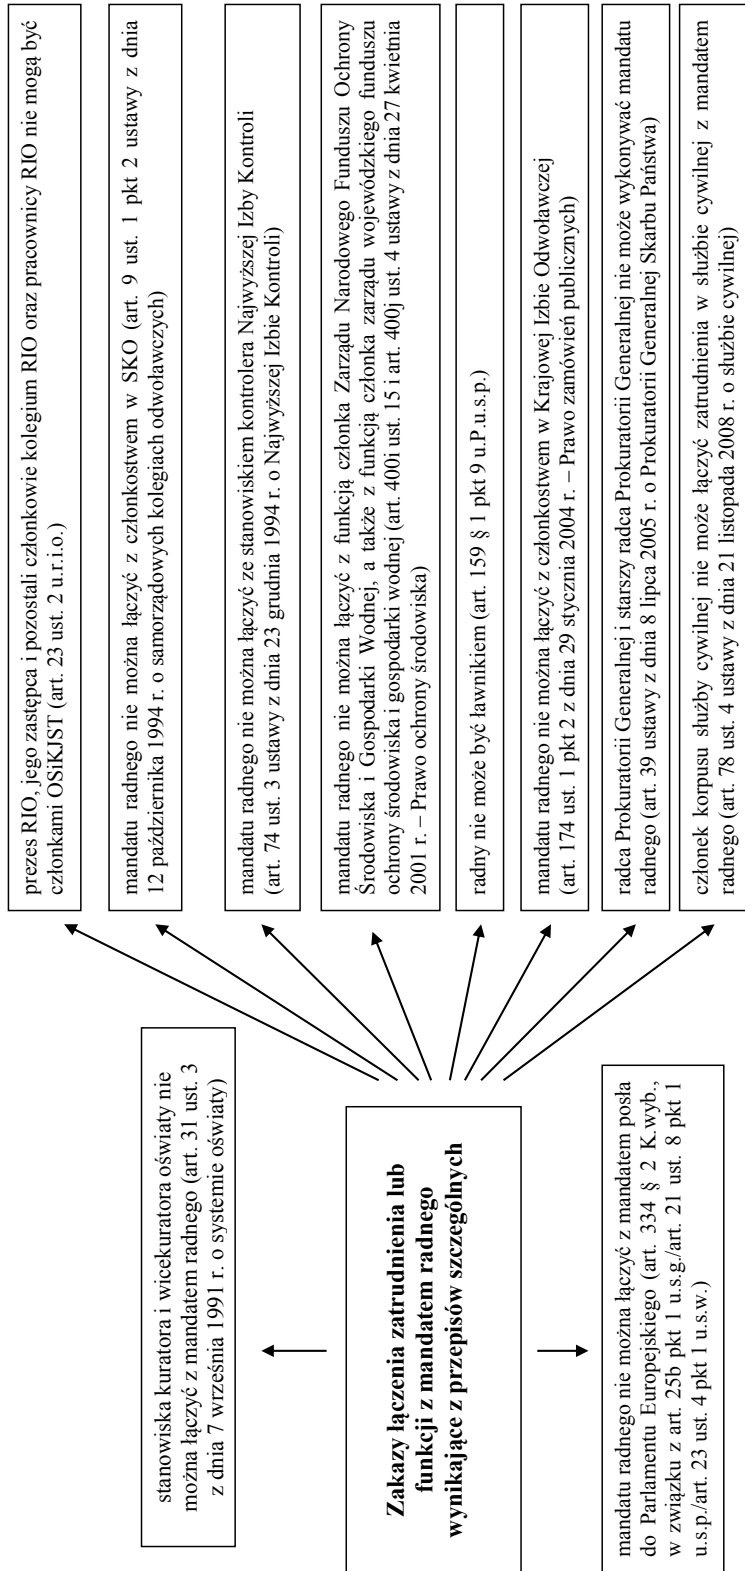 stanowiska kuratora i wicekuratora oświaty nie
można łączyć z mandatem radnego (art. 31 ust. 3
z dnia 7 września 1991 r. o systemie oświaty)
Zakazy łączenia zatrudnienia lub
funkcji z mandatem radnego
wynikające z przepisów szczególnych
mandatu radnego nie można łączyć z mandatem posła
do Parlamentu Europejskiego (art. 334 § 2 K.wyb.,
w związku z art. 25b pkt 1 u.s.g./art. 21 ust. 8 pkt 1
u.s.p./art. 23 ust. 4 pkt 1 u.s.w.)
prezes RIO, jego zastępca i pozostali członkowie kolegium RIO oraz pracownicy RIO nie mogą być
członkami OSiKJST (art. 23 ust. 2 u.r.i.o.)
mandatu radnego nie można łączyć z członkostwem w SKO (art. 9 ust. 1 pkt 2 ustawy z dnia
12 października 1994 r. o samorządowych kolegiach odwoławczych)
mandatu radnego nie można łączyć ze stanowiskiem kontrolera Najwyższej Izby Kontroli
(art. 74 ust. 3 ustawy z dnia 23 grudnia 1994 r. o Najwyższej Izbie Kontroli)
mandatu radnego nie można łączyć z funkcją członka Zarządu Narodowego Funduszu Ochrony
Środowiska i Gospodarki Wodnej, a także z funkcją członka zarządu wojewódzkiego funduszu
ochrony środowiska i gospodarki wodnej (art. 400i ust. 15 i art. 400j ust. 4 ustawy z dnia 27 kwietnia
2001 r. – Prawo ochrony środowiska)
radny nie może być ławnikiem (art. 159 § 1 pkt 9 u.P.u.s.p.)
mandatu radnego nie można łączyć z członkostwem w Krajowej Izbie Odwoławczej
(art. 174 ust. 1 pkt 2 z dnia 29 stycznia 2004 r. – Prawo zamówień publicznych)
radca Prokuratorii Generalnej i starszy radca Prokuratorii Generalnej nie może wykonywać mandatu
radnego (art. 39 ustawy z dnia 8 lipca 2005 r. o Prokuratorii Generalnej Skarbu Państwa)
członek korpusu służby cywilnej nie może łączyć zatrudnienia w służbie cywilnej z mandatem
radnego (art. 78 ust. 4 ustawy z dnia 21 listopada 2008 r. o służbie cywilnej)